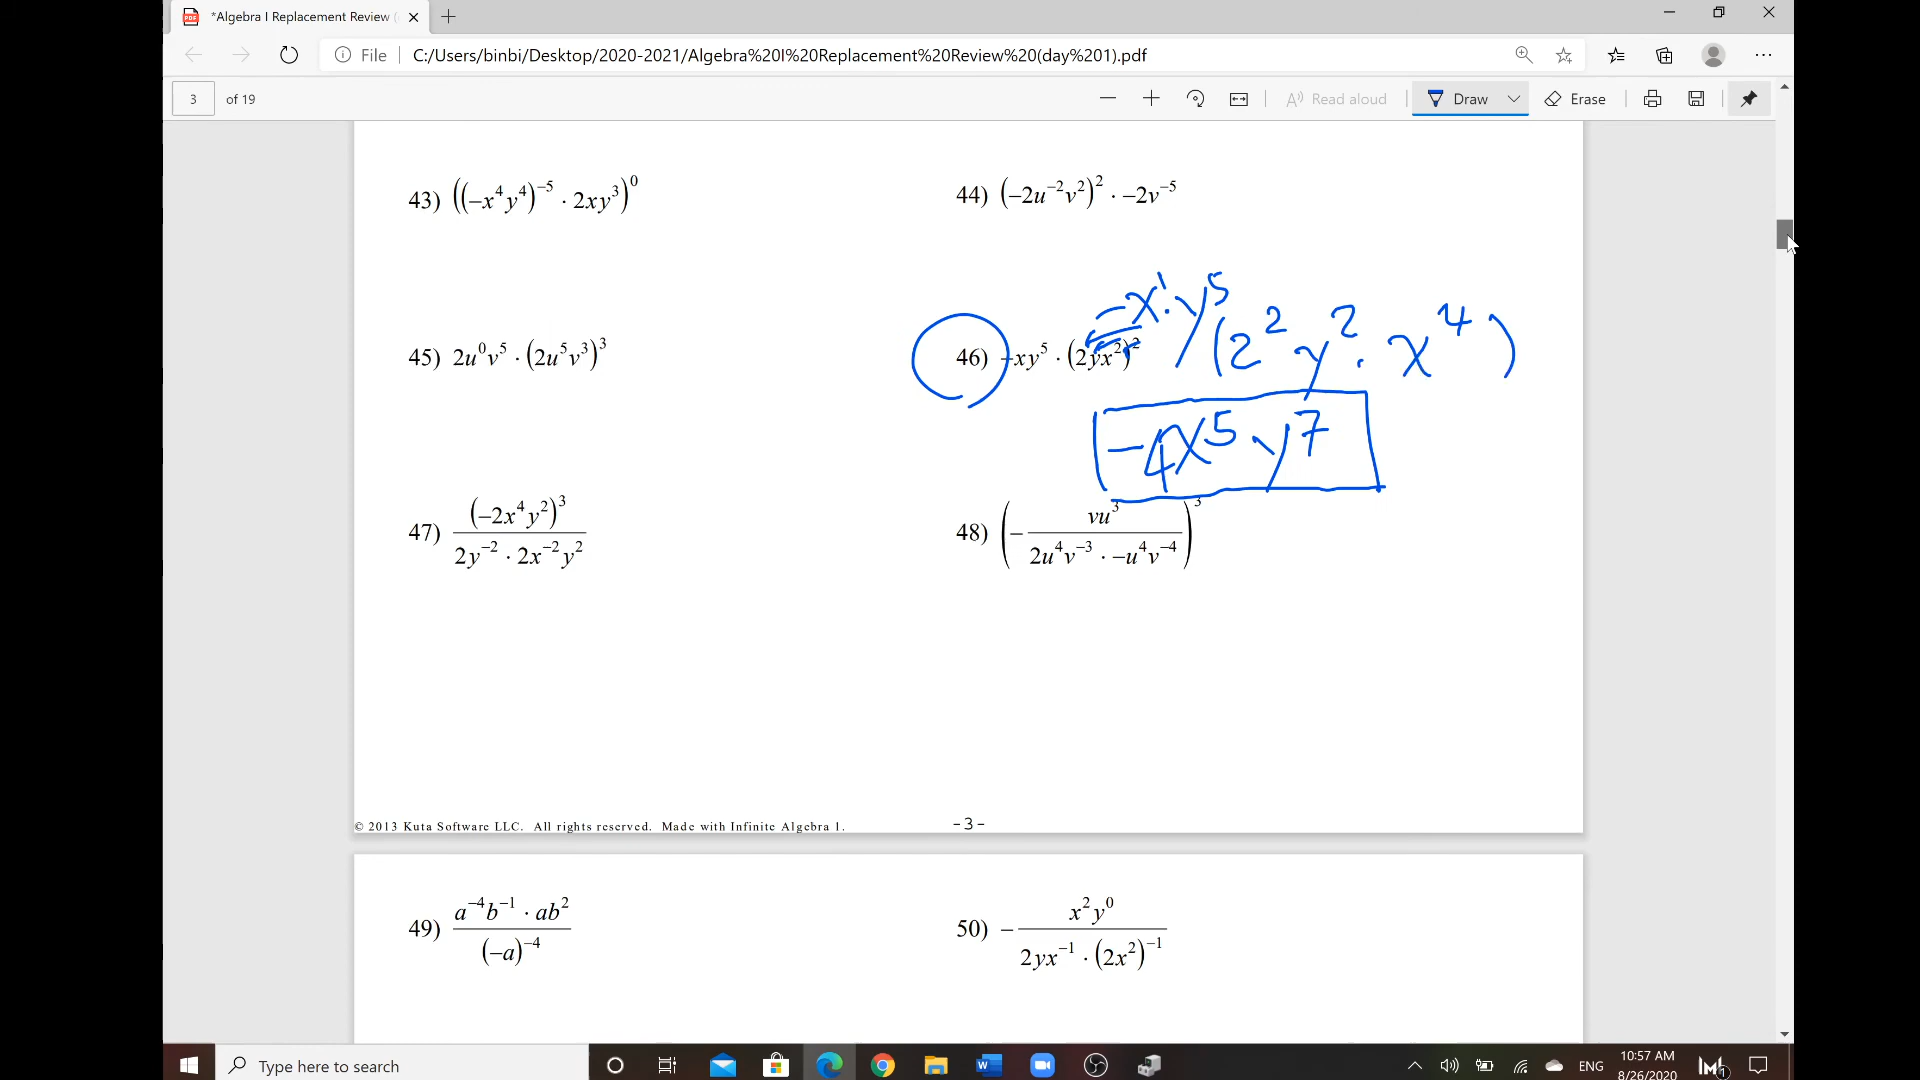 *Algebra I Replacement Review (
File C:/Users/binbi/Desktop/2020-2021/Algebra%20I%20Replacement%20Review%20(day%201).pdf
3 of 19 Read aloud Draw Erase
43) ((-x⁴y⁴)⁻⁵ · 2xy³)⁰
44) (-2u⁻²v²)² · -2v⁻⁵
-x¹·y⁵ (2² y² · x⁴)
45) 2u⁰v⁵ · (2u⁵v³)³
46) -xy⁵ · (2yx²)²
-4x⁵y⁷
47) (-2x⁴y²)³ / 2y⁻² · 2x⁻²y²
48) (- vu³ / 2u⁴v⁻³ · -u⁴v⁻⁴)³
© 2013 Kuta Software LLC. All rights reserved. Made with Infinite Algebra 1.
-3-
49) a⁻⁴b⁻¹ · ab² / (-a)⁻⁴
50) - x²y⁰ / 2yx⁻¹ · (2x²)⁻¹
Type here to search
ENG
10:57 AM
8/26/2020